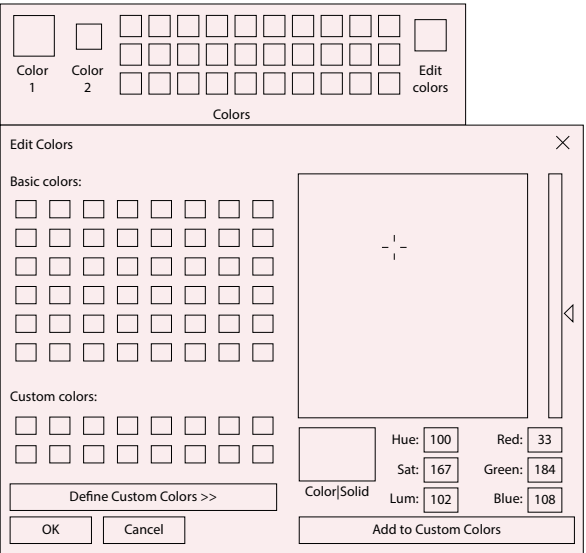 Color Color Edit
1 2 colors
Colors
Edit Colors
Basic colors:
Custom colors:
Hue: 100 Red: 33
Sat: 167 Green: 184
Color|Solid Lum: 102 Blue: 108
Define Custom Colors >>
OK Cancel Add to Custom Colors